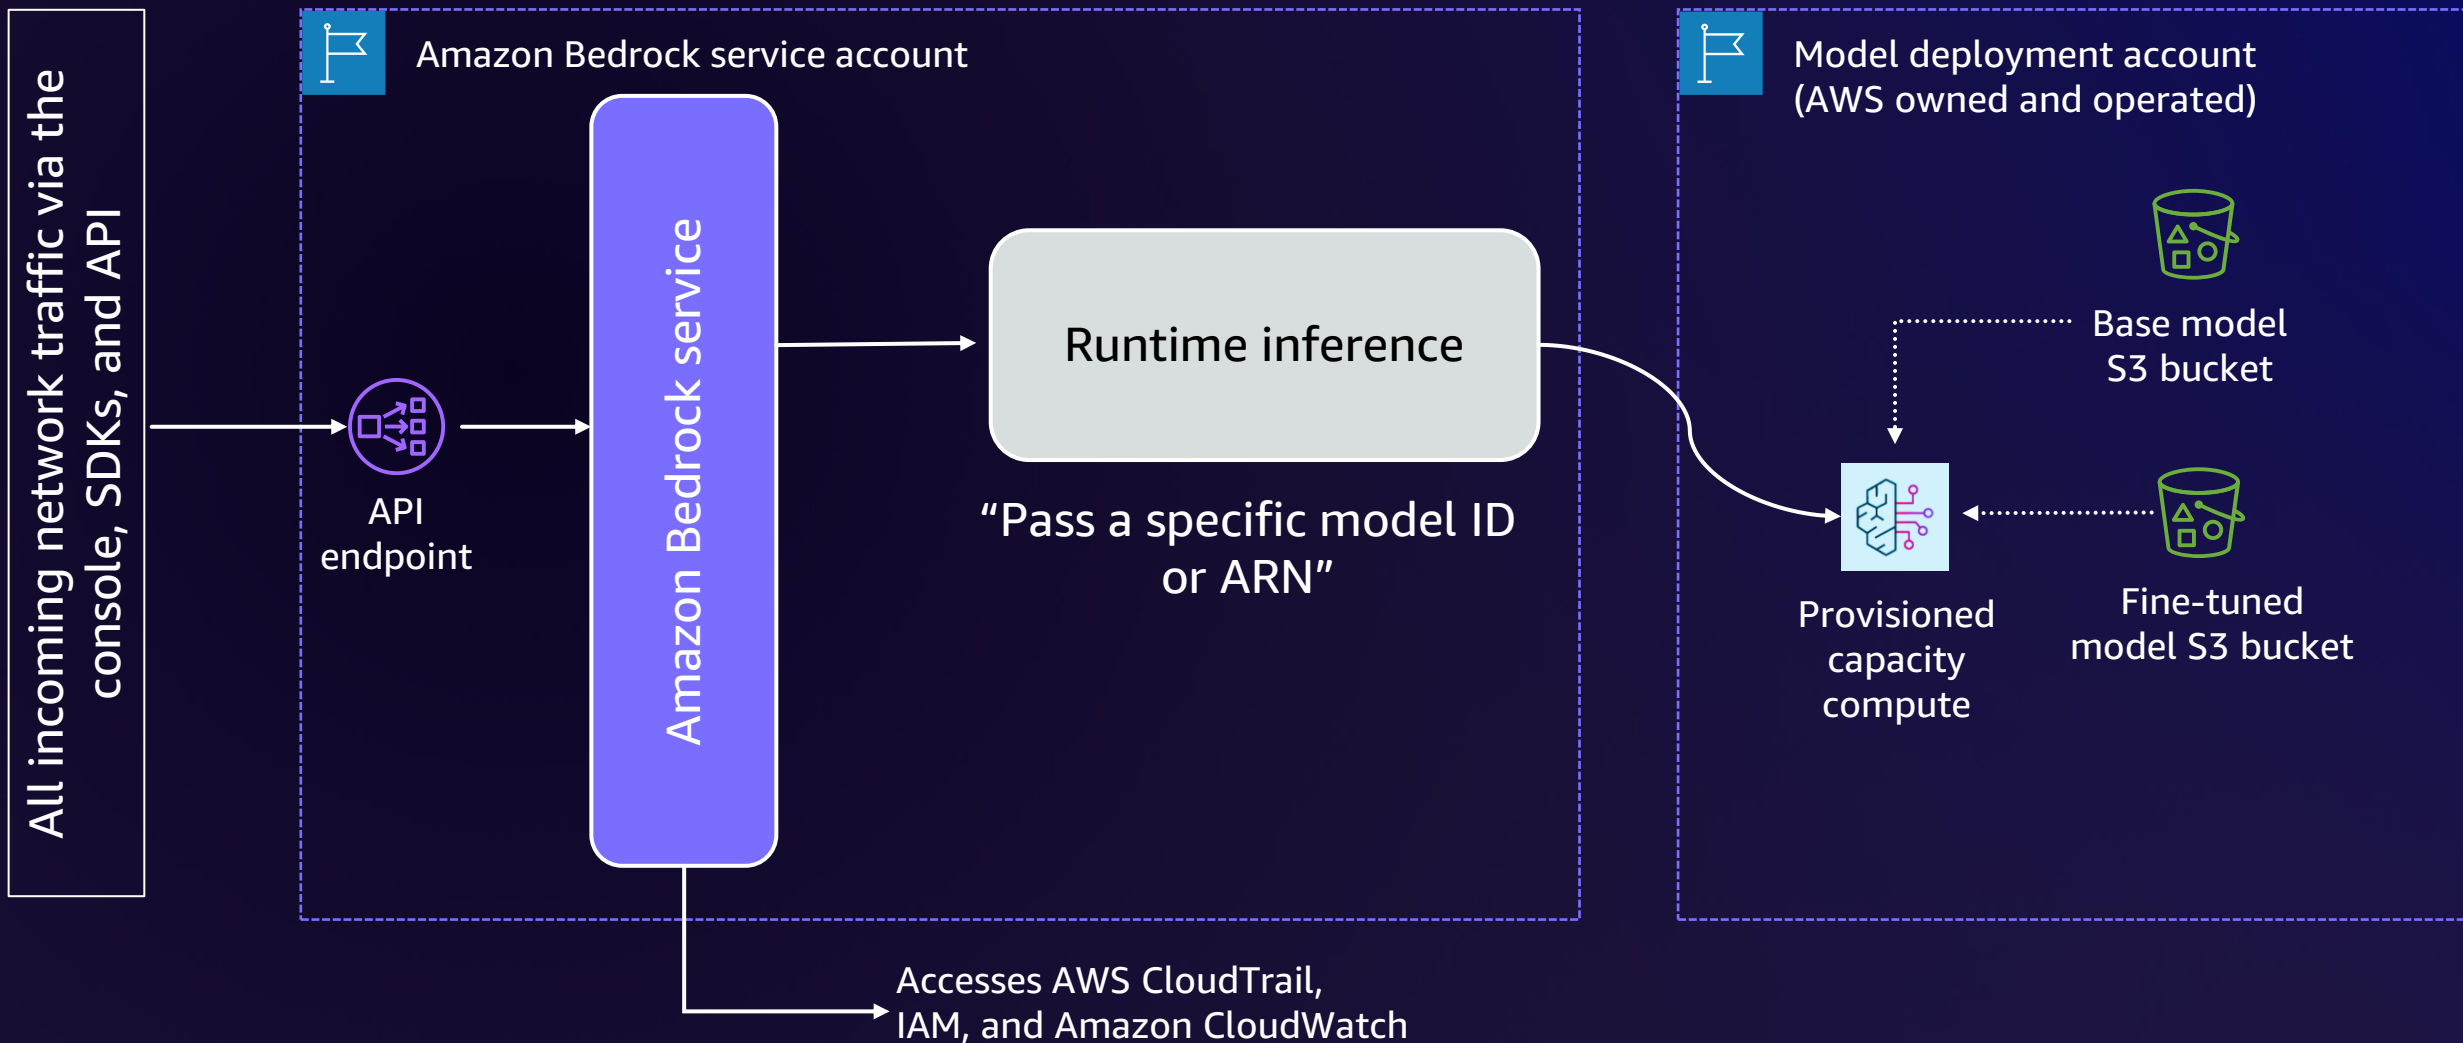 All incoming network traffic via the
console, SDKs, and API
Amazon Bedrock service account
API
endpoint
Amazon Bedrock service
Runtime inference
“Pass a specific model ID
or ARN”
Accesses AWS CloudTrail,
IAM, and Amazon CloudWatch
Model deployment account
(AWS owned and operated)
Base model
S3 bucket
Provisioned
capacity
compute
Fine-tuned
model S3 bucket